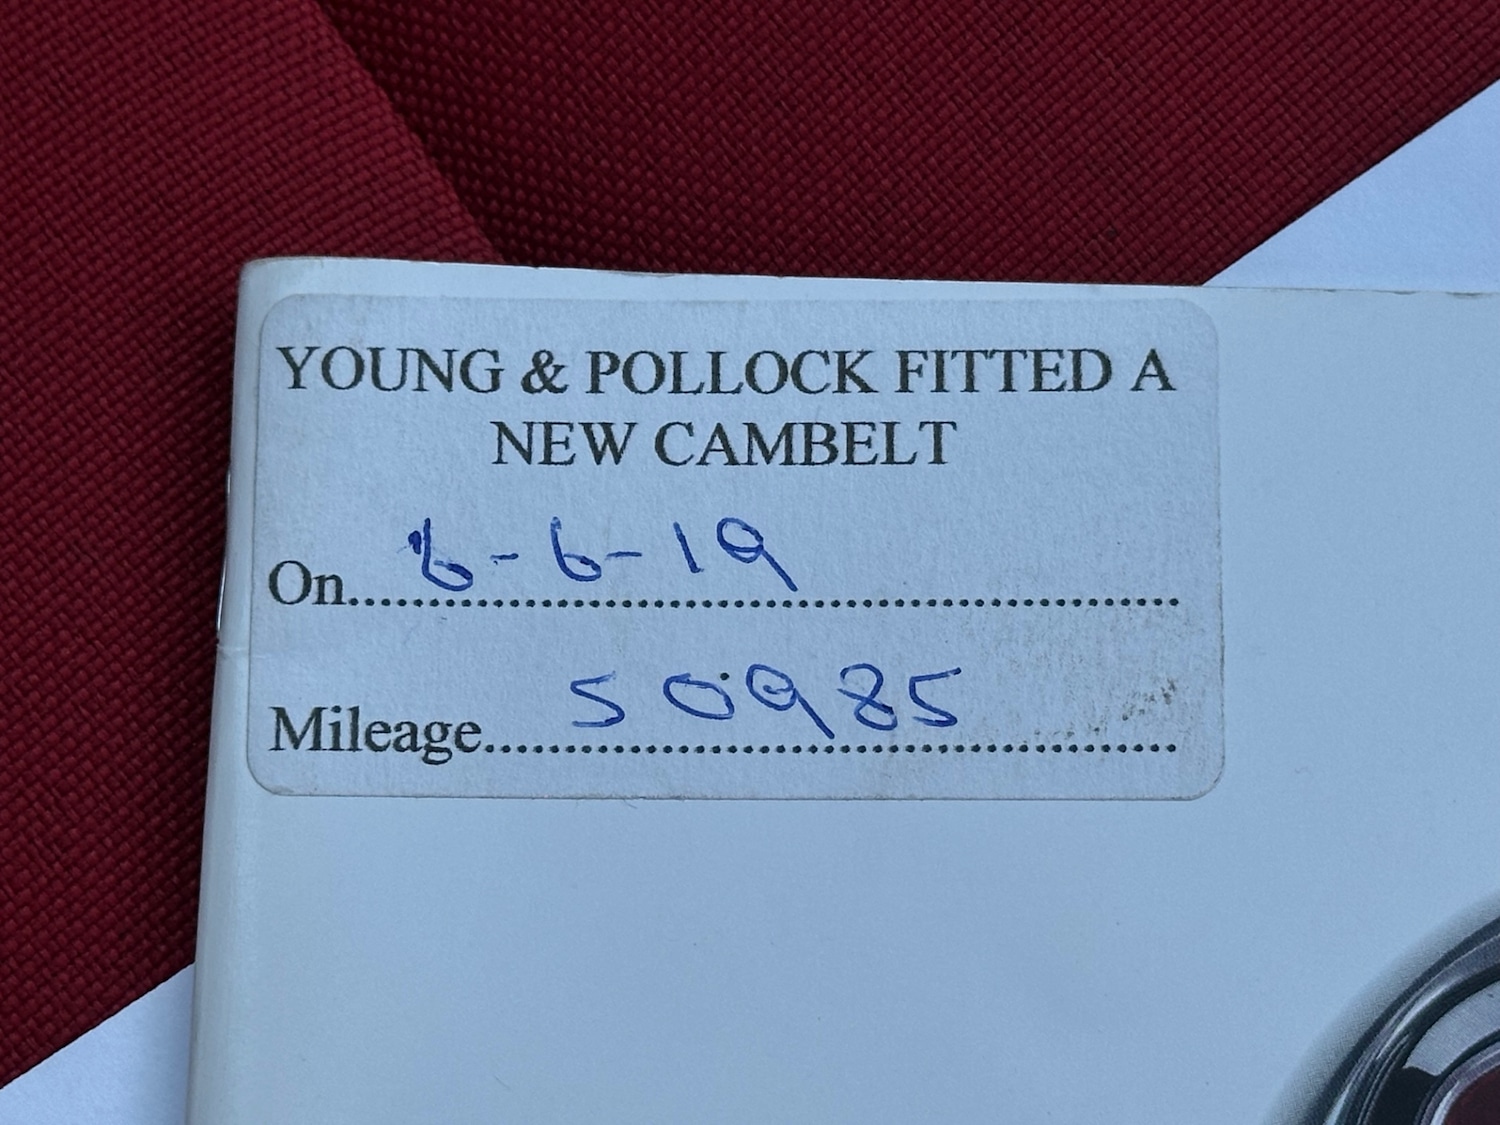 YOUNG & POLLOCK FITTED A
NEW CAMBELT
On.... 6-6-19
Mileage.... 50985